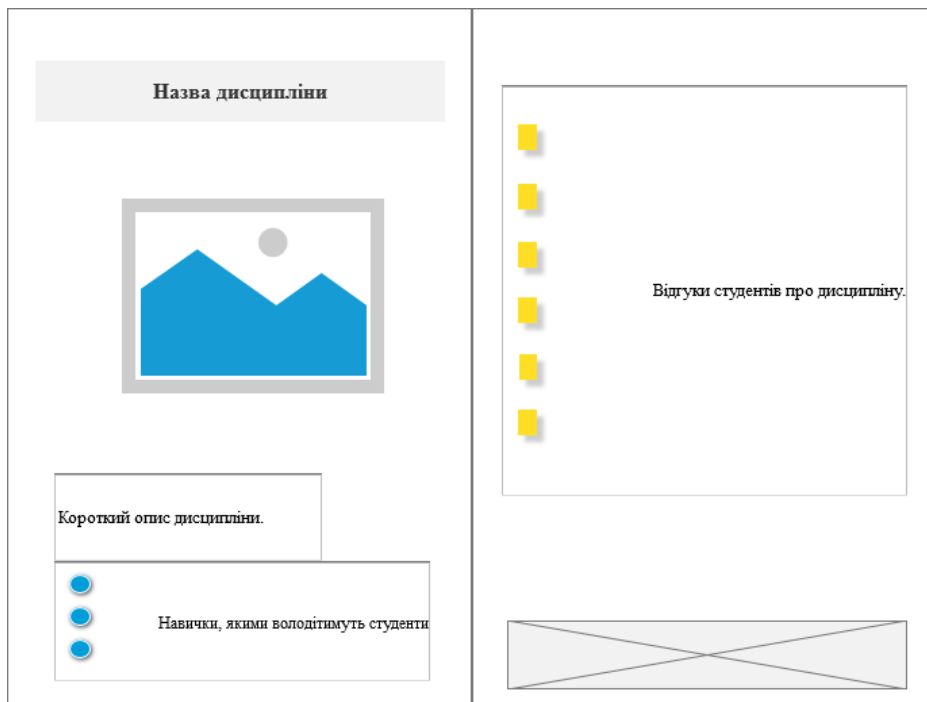 Назва дисципліни
Короткий опис дисципліни.
Навички, якими володітимуть студенти
Відгуки студентів про дисципліну.